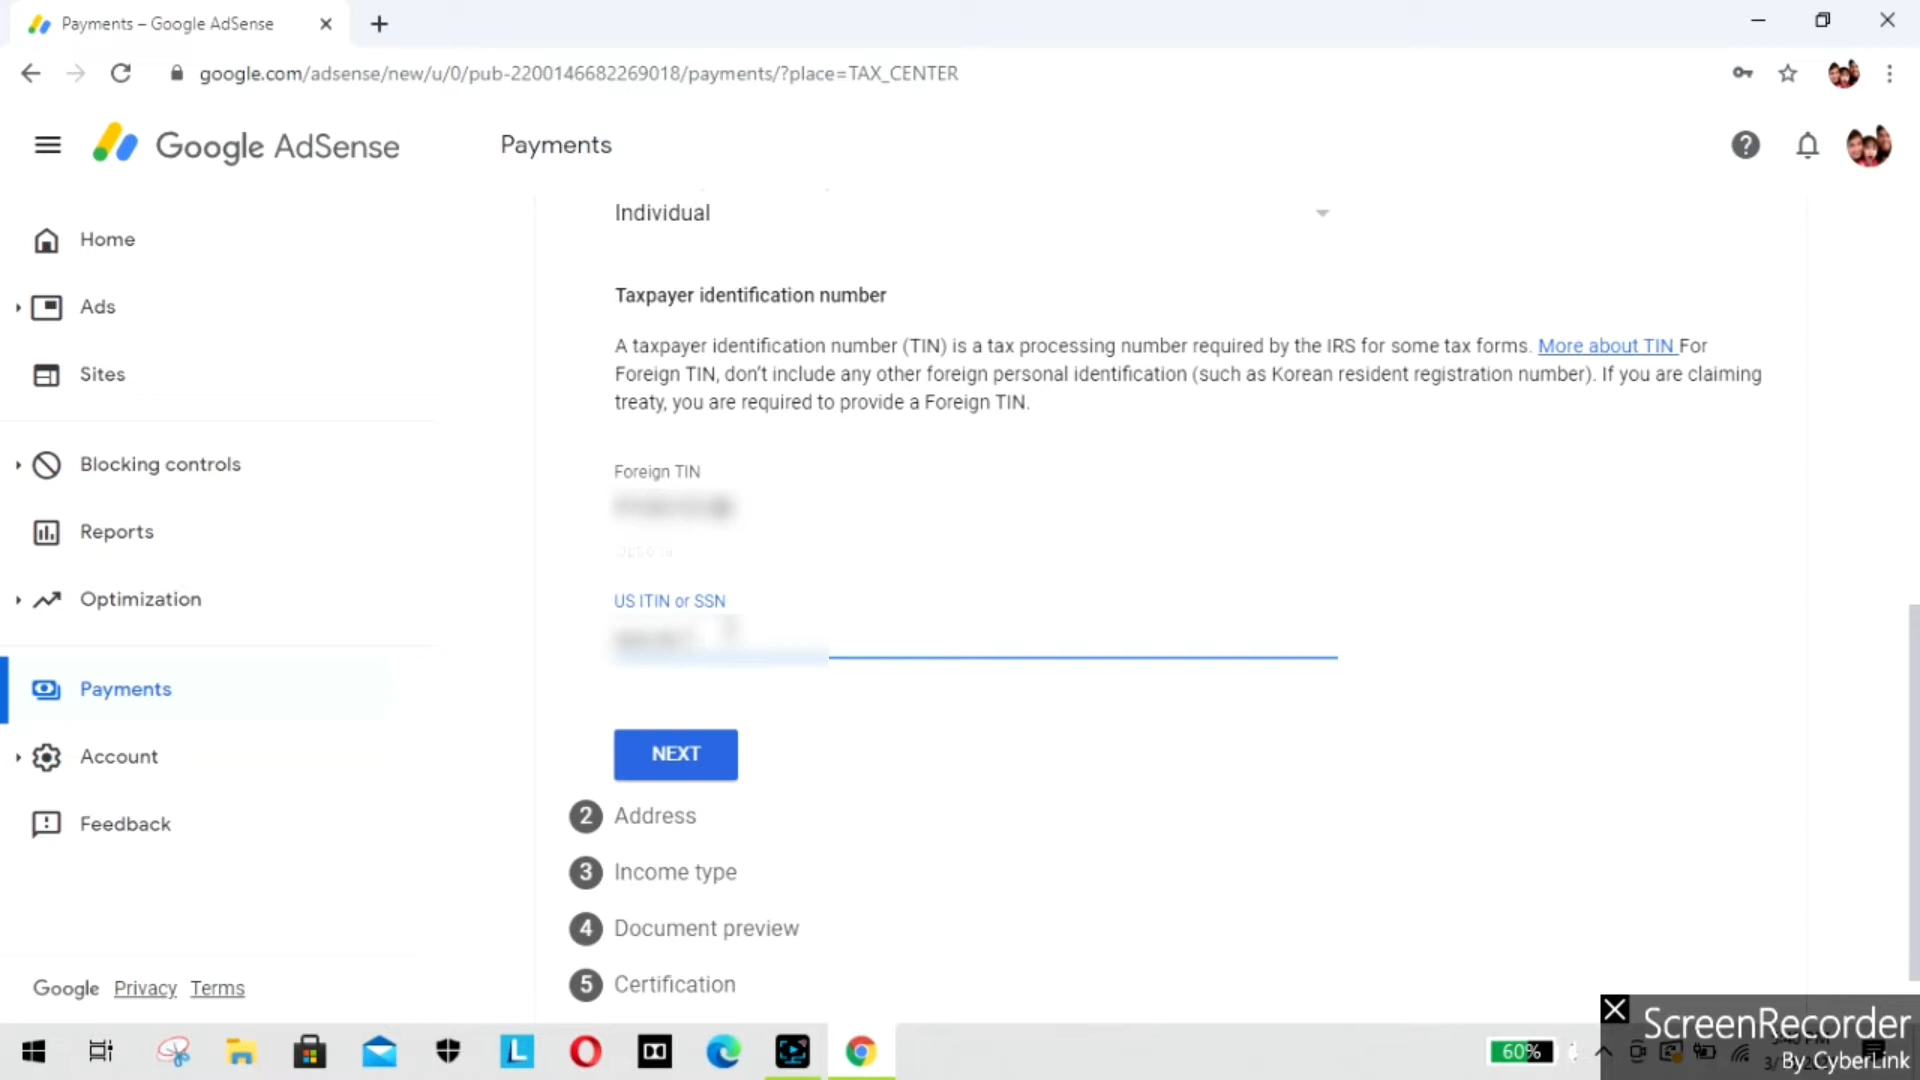 Payments – Google AdSense
google.com/adsense/new/u/0/pub-2200146682269018/payments/?place=TAX_CENTER
Google AdSense
Payments
Home
Ads
Sites
Blocking controls
Reports
Optimization
Payments
Account
Feedback
Google Privacy Terms
Individual
Taxpayer identification number
A taxpayer identification number (TIN) is a tax processing number required by the IRS for some tax forms. More about TIN For
Foreign TIN, don't include any other foreign personal identification (such as Korean resident registration number). If you are claiming
treaty, you are required to provide a Foreign TIN.
Foreign TIN
US ITIN or SSN
NEXT
2 Address
3 Income type
4 Document preview
5 Certification
60%
ScreenRecorder
By CyberLink